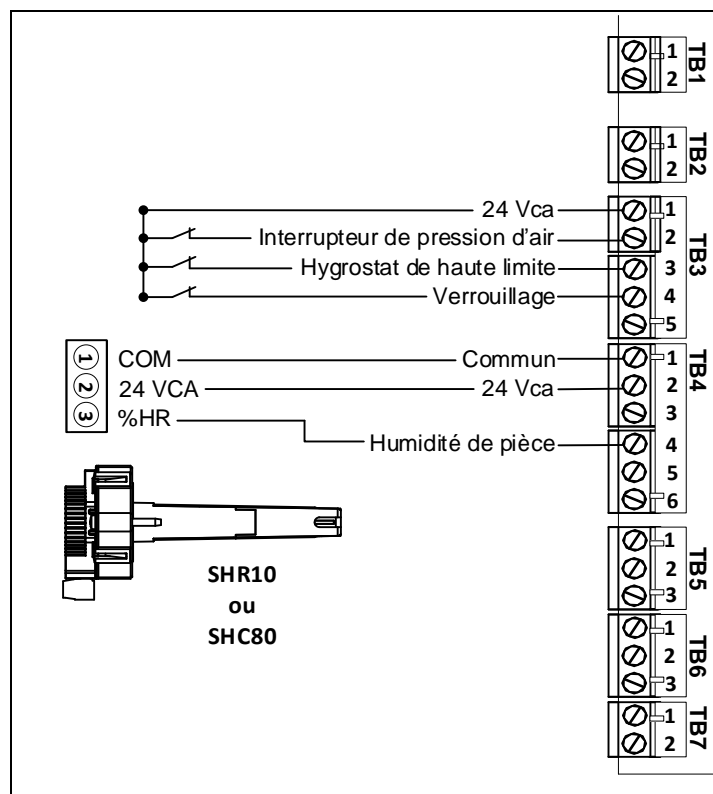 1
2
TB1
1
2
TB2
24 Vca 1
Interrupteur de pression d'air 2
Hygrostat de haute limite 3
Verrouillage 4
5
TB3
1 COM Commun 1
2 24 VCA 24 Vca 2
3 %HR 3
Humidité de pièce 4
5
6
TB4
SHR10
ou
SHC80
1
2
3
TB5
1
2
3
TB6
1
2
TB7